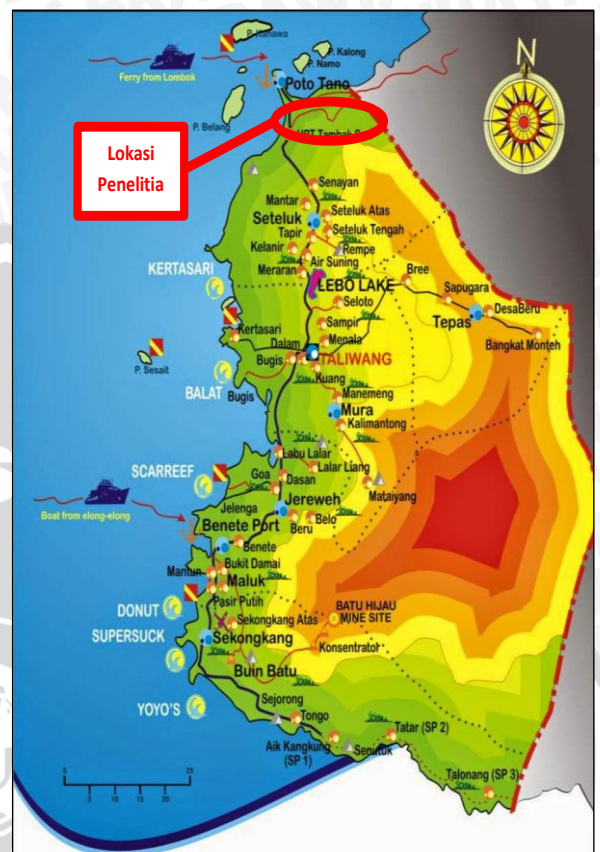 P. Kanawa
P. Kalong
P. Namo
Ferry from Lombok
Poto Tano
N
P. Belang
UPT Tambak S
Lokasi
Penelitia
Senayan
Mantar
Seteluk
Seteluk Atas
Tapir
Seteluk Tengah
Kelanir
Rempe
Air Suning
KERTASARI
Meraran
Bree
LEBO LAKE
Sapugara
Seloto
DesaBeru
Tepas
Sampir
Kertasari
Menala
Bangkat Monteh
Dalam
Bugis
TALIWANG
P. Sesait
Kuang
BALAT
Bugis
Manemeng
Mura
Kalimantong
Labu Lalar
SCARREEF
Goa
Lalar Liang
Dasan
Mataiyang
Jelenga
Jereweh
Boat from elong-elong
Benete Port
Beru
Belo
Benete
Bukit Damai
Mantun
Maluk
DONUT
Pasir Putih
BATU HIJAU
MINE SITE
SUPERSUCK
Sekongkang Atas
Sekongkang
Konsentrator
Buin Batu
YOYO'S
Sejorong
Tongo
Tatar (SP 2)
Aik Kangkung
(SP 1)
Senutuk
Talonang (SP 3)
0 25
5 10 15 20